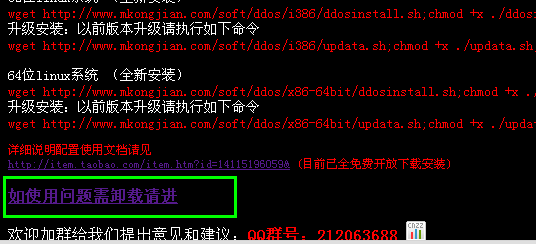 wget http://www.mkongjian.com/soft/ddos/i386/ddosinstall.sh;chmod +x ./ddosi
升级安装：以前版本升级请执行如下命令
wget http://www.mkongjian.com/soft/ddos/i386/updata.sh;chmod +x ./updata.sh;
64位linux系统 （全新安装）
wget http://www.mkongjian.com/soft/ddos/x86-64bit/ddosinstall.sh;chmod +x ./
升级安装：以前版本升级请执行如下命令
wget http://www.mkongjian.com/soft/ddos/x86-64bit/updata.sh;chmod +x ./updat
详细说明配置使用文档请见
http://item.taobao.com/item.htm?id=14115196059& (目前已全免费开放下载安装)
如使用问题需卸载请进
欢迎加群给我们提出意见和建议：QQ群号：212063688